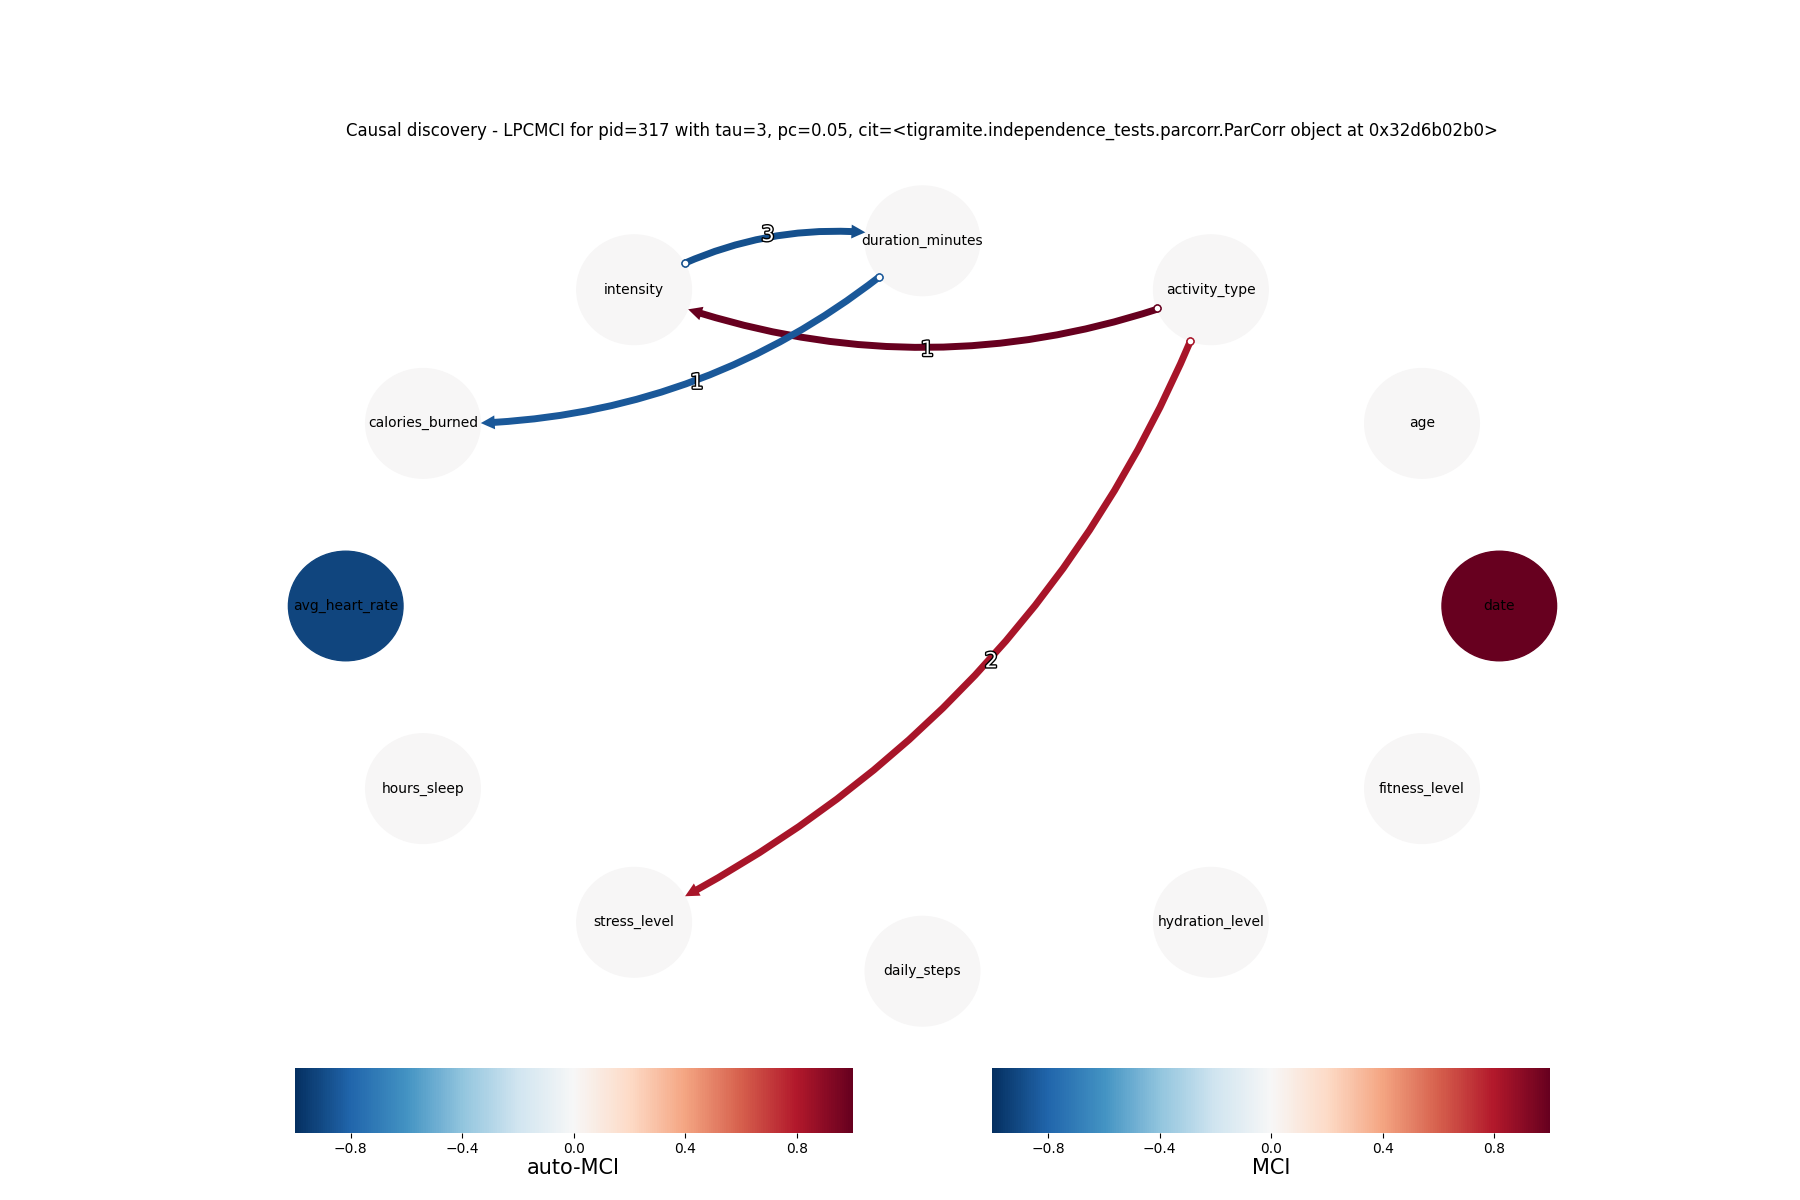 Causal discovery - LPCMCI for pid=317 with tau=3, pc=0.05, cit=<tigramite.independence_tests.parcorr.ParCorr object at 0x32d6b02b0>
3
duration_minutes
intensity
activity_type
1
1
calories_burned
age
avg_heart_rate
date
2
hours_sleep
fitness_level
stress_level
hydration_level
daily_steps
−0.8 −0.4 0.0 0.4 0.8
auto-MCI
−0.8 −0.4 0.0 0.4 0.8
MCI